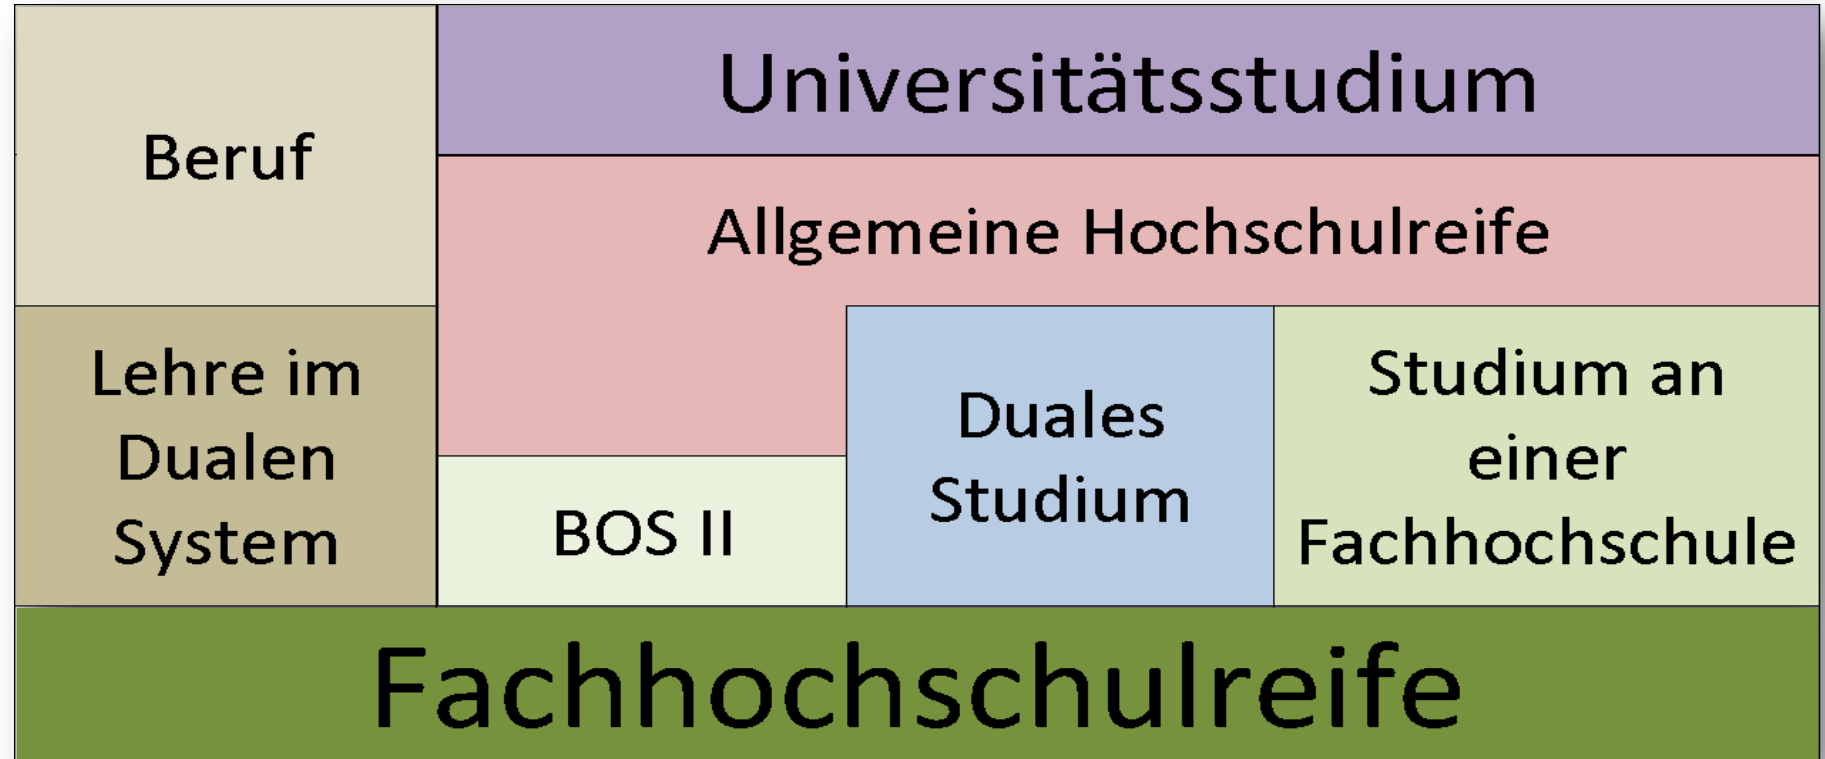 Universitätsstudium
Beruf
Allgemeine Hochschulreife
Lehre im
Dualen
System
BOS II
Duales
Studium
Studium an
einer
Fachhochschule
Fachhochschulreife